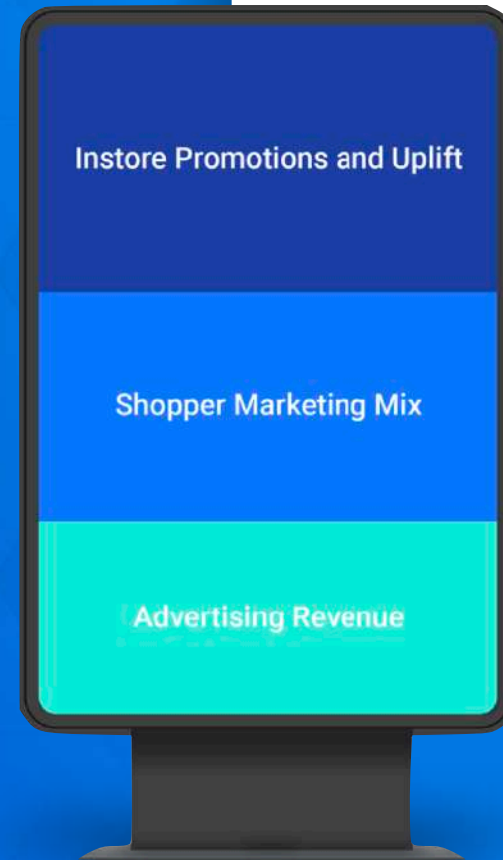 Instore Promotions and Uplift
Shopper Marketing Mix
Advertising Revenue